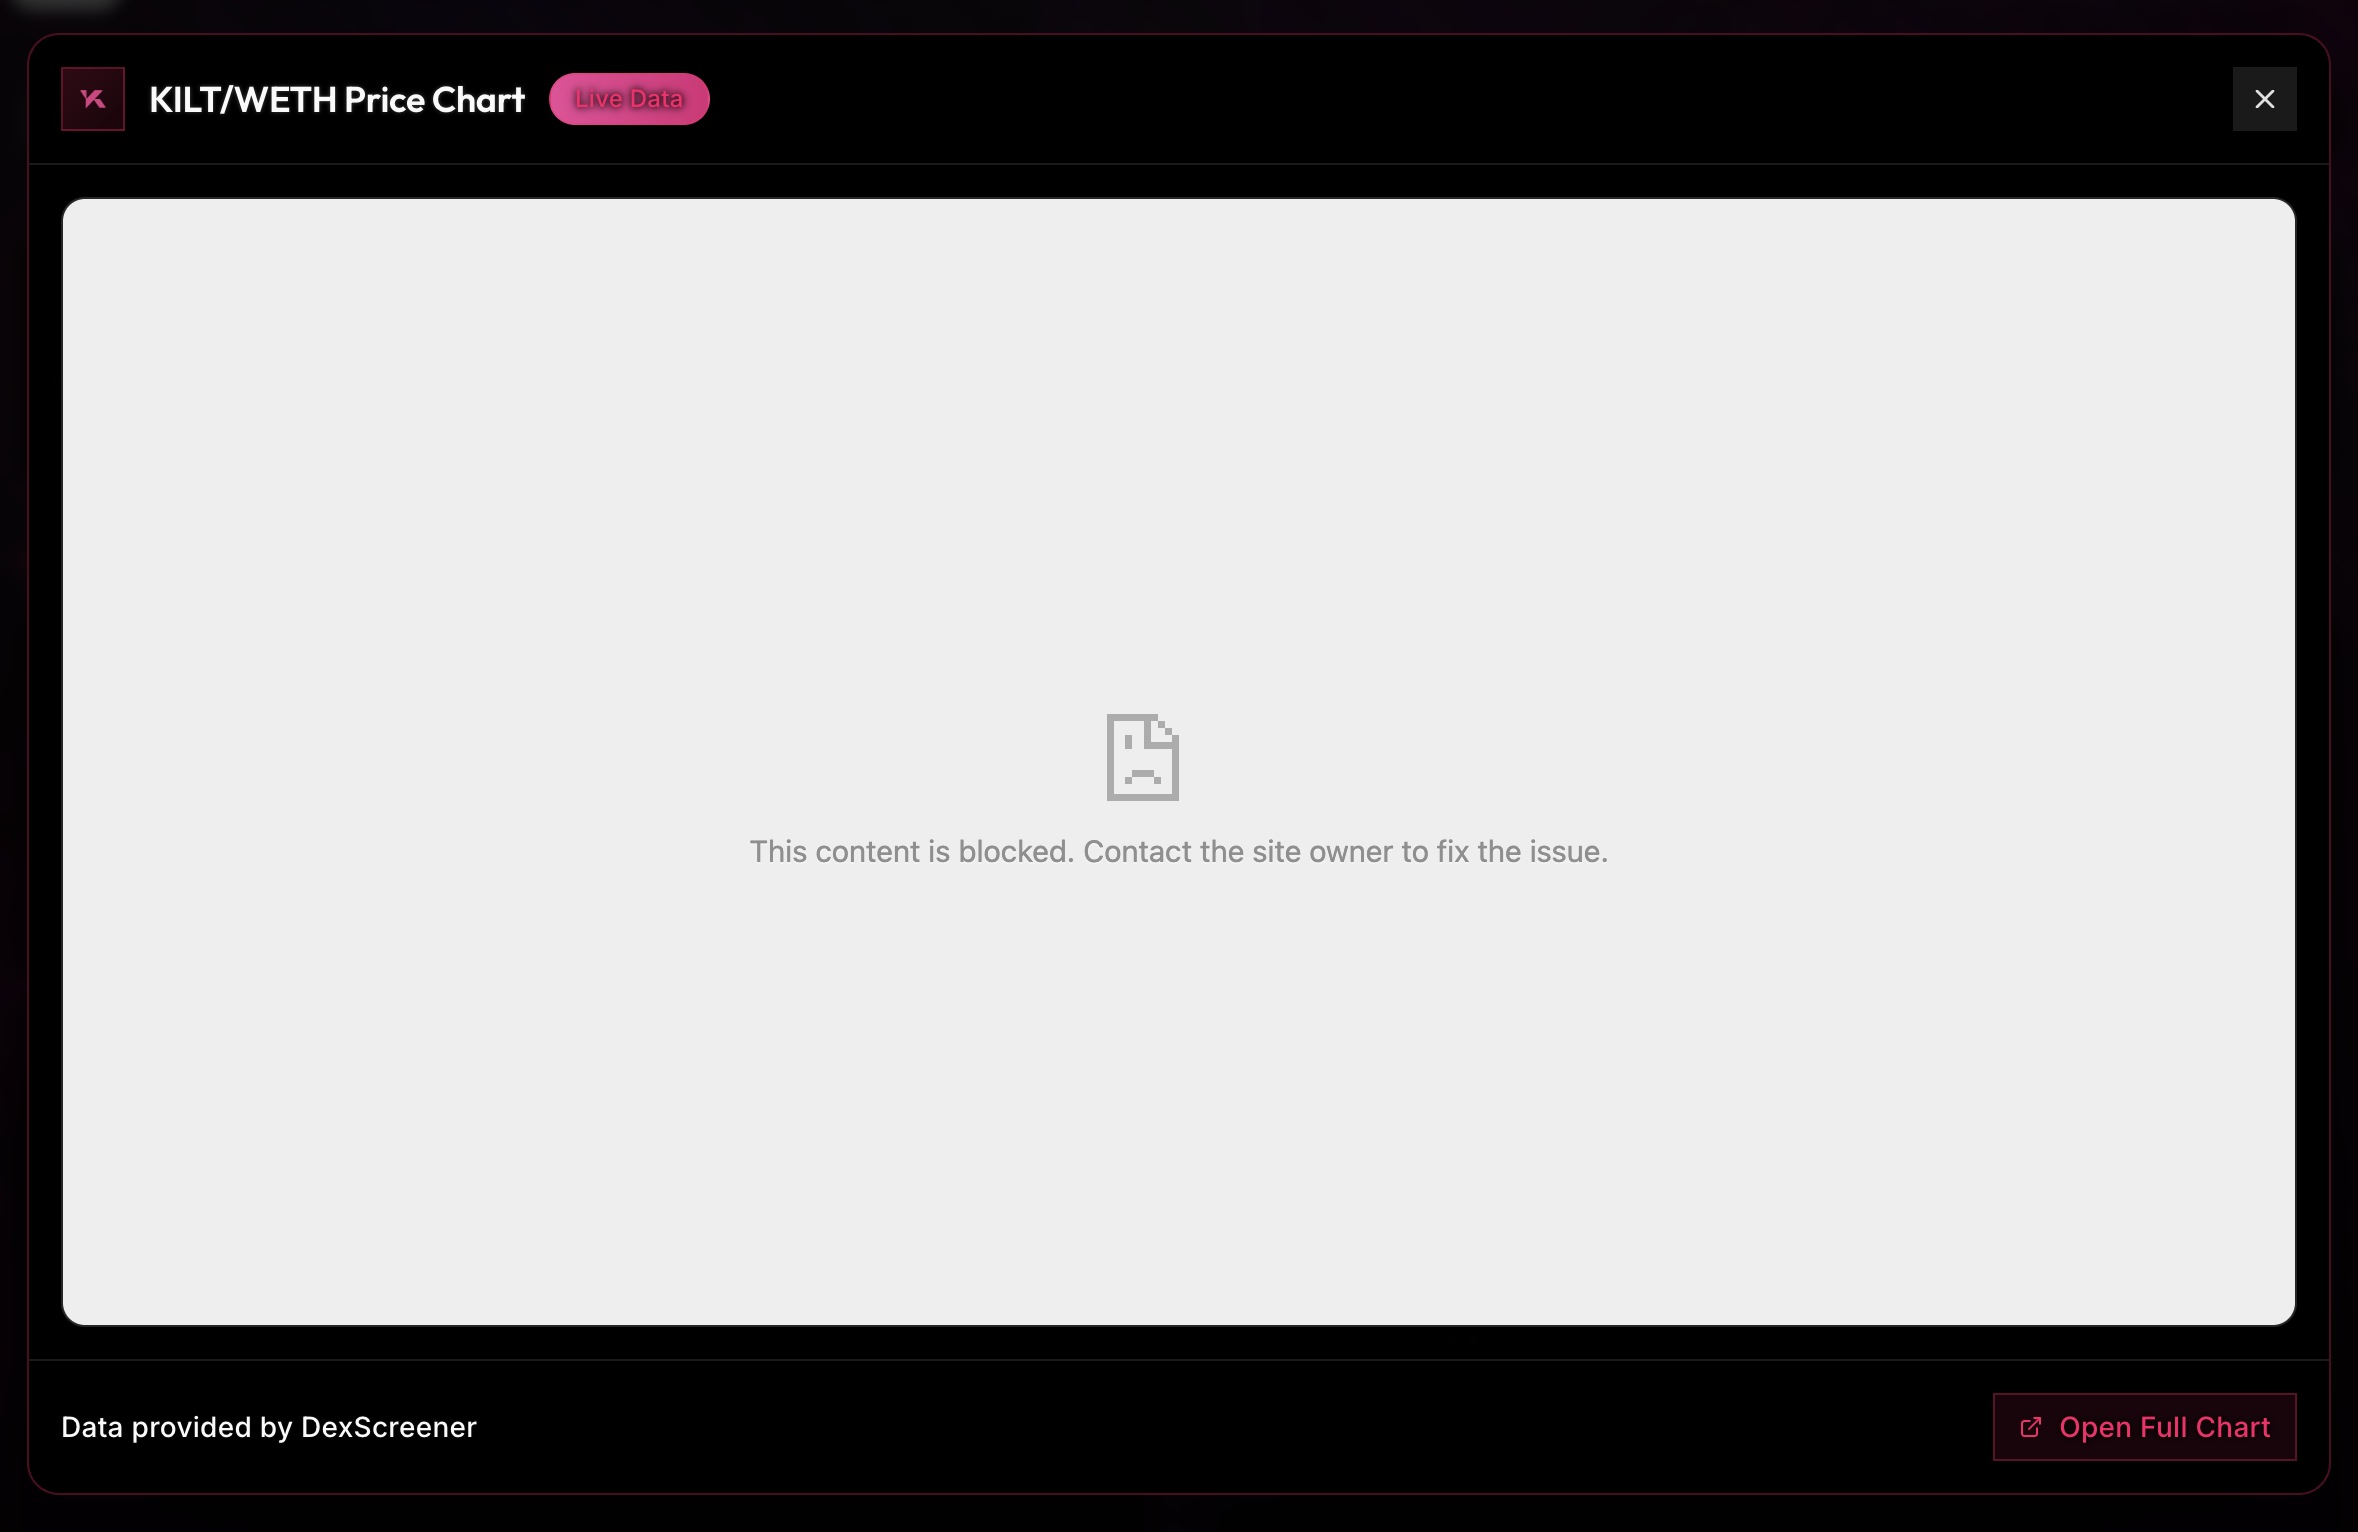 KILT/WETH Price Chart
Live Data
This content is blocked. Contact the site owner to fix the issue.
Data provided by DexScreener
Open Full Chart